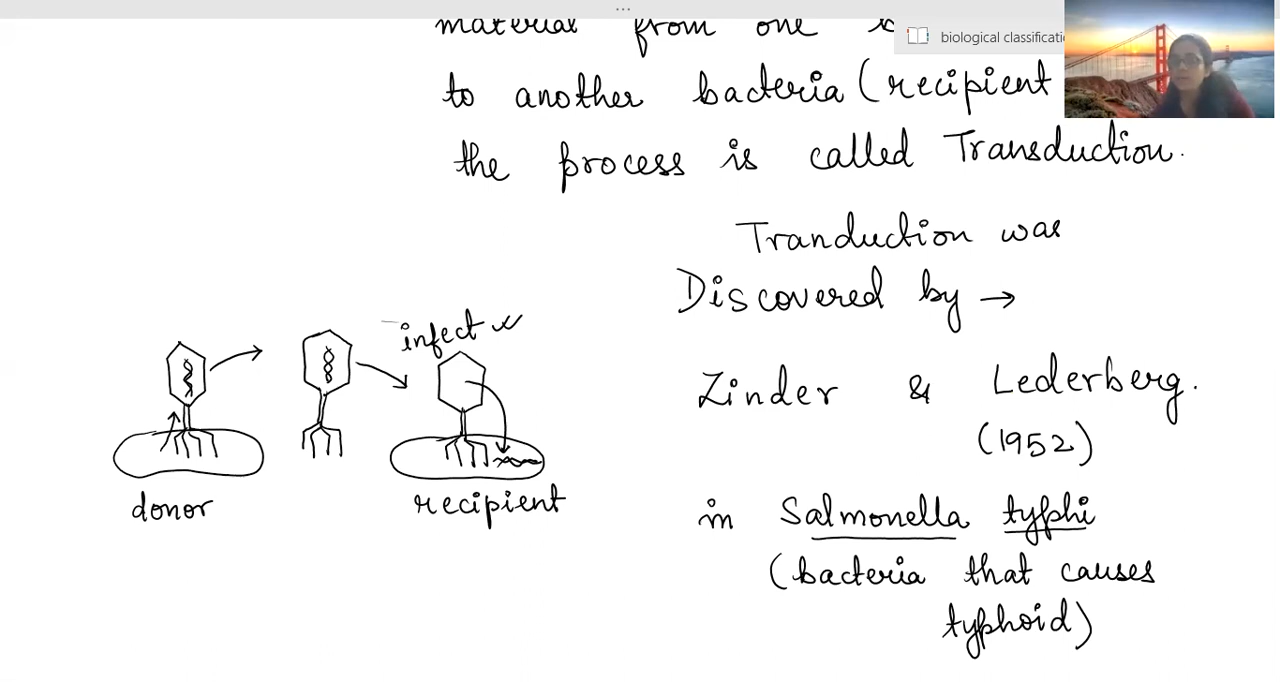 ...
material from one
biological classificati
to another bacteria (recipient
the process is called Transduction.
Tranduction was
Discovered by →
infect
Zinder & Lederberg.
(1952)
donor
recipient
in Salmonella typhi
(bacteria that causes
typhoid)